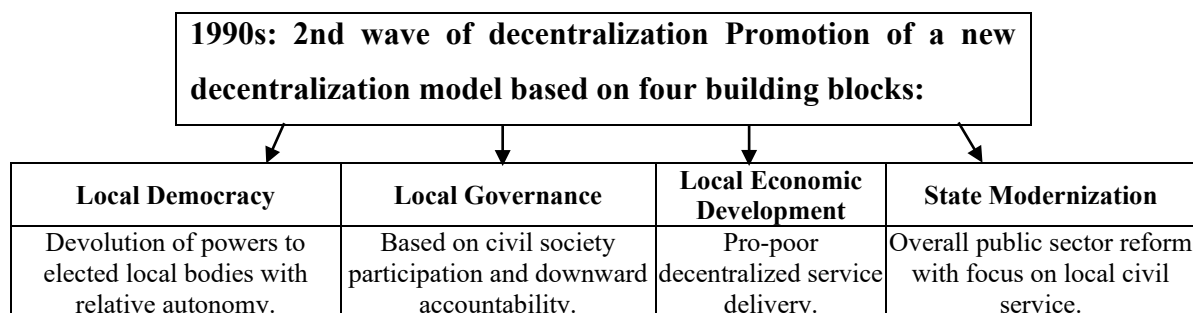 1990s: 2nd wave of decentralization Promotion of a new
decentralization model based on four building blocks:
Local Democracy
Local Governance
Local Economic
Development
State Modernization
Devolution of powers to
elected local bodies with
relative autonomy.
Based on civil society
participation and downward
accountability.
Pro-poor
decentralized service
delivery.
Overall public sector reform
with focus on local civil
service.